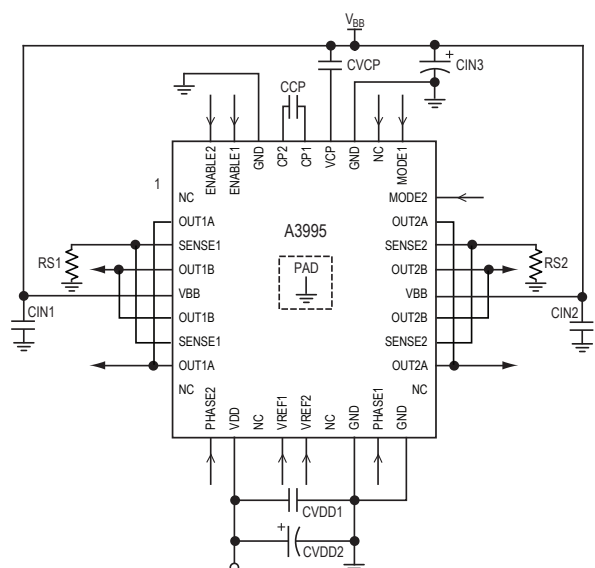 VBB
CVCP
CIN3
CCP
ENABLE2
ENABLE1
GND
CP2
CP1
VCP
GND
NC
MODE1
1
NC
MODE2
OUT1A
OUT2A
A3995
SENSE1
SENSE2
RS1
RS2
OUT1B
PAD
OUT2B
VBB
VBB
CIN1
CIN2
OUT1B
OUT2B
SENSE1
SENSE2
OUT1A
OUT2A
NC
NC
PHASE2
VDD
NC
VREF1
VREF2
NC
GND
PHASE1
GND
CVDD1
CVDD2
+
+